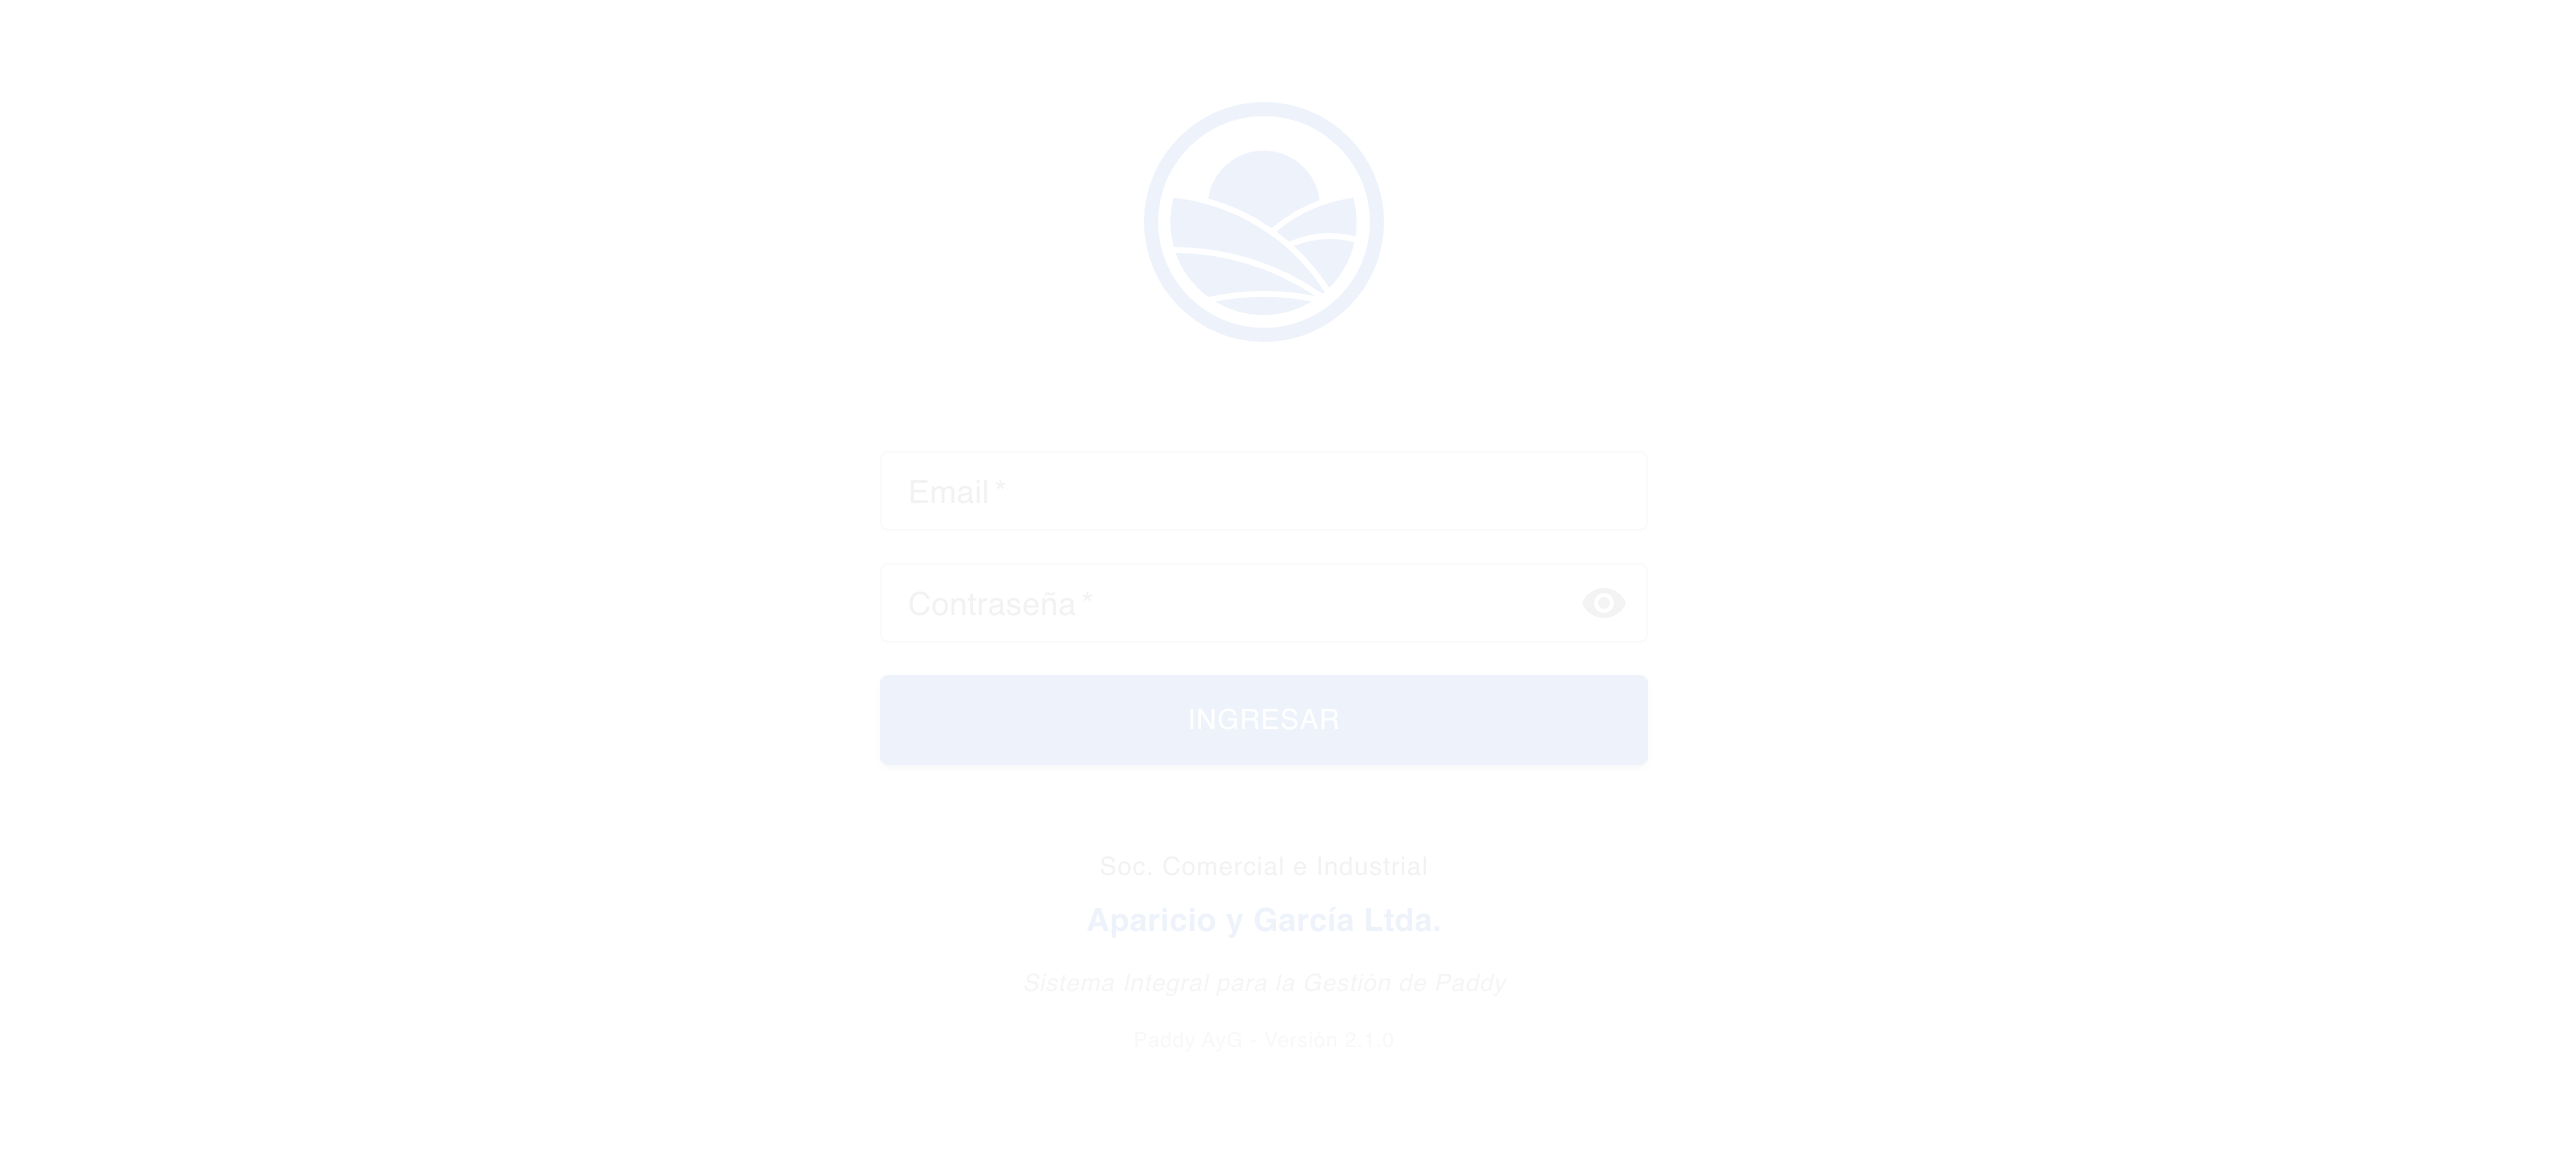 Email *
Contraseña *
INGRESAR
Soc. Comercial e Industrial
Aparicio y García Ltda.
Sistema Integral para la Gestión de Paddy
Paddy AyG - Versión 2.1.0